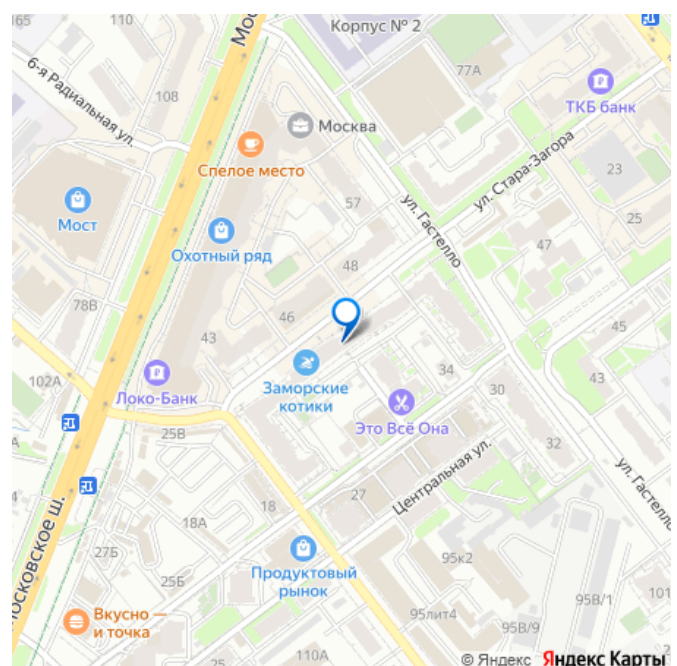 165
110
Мос
Корпус № 2
77А
ТКБ банк
6-я Радиальная ул.
108
Москва
Спелое место
ул. Стара-Загора
23
57
25
Мост
ул. Гастелло
Охотный ряд
48
47
78В
46
43
45
102А
Локо-Банк
Заморские
котики
34
43
30
Это Всё Она
25В
32
Центральная ул.
ул. Гастелло
27
18
18А
Московское ш.
27Б
95к2
25Б
Продуктовый
рынок
95В/1
101
Вкусно —
и точка
95лит4
95В/9
25
110А
© Яндекс Яндекс Карты